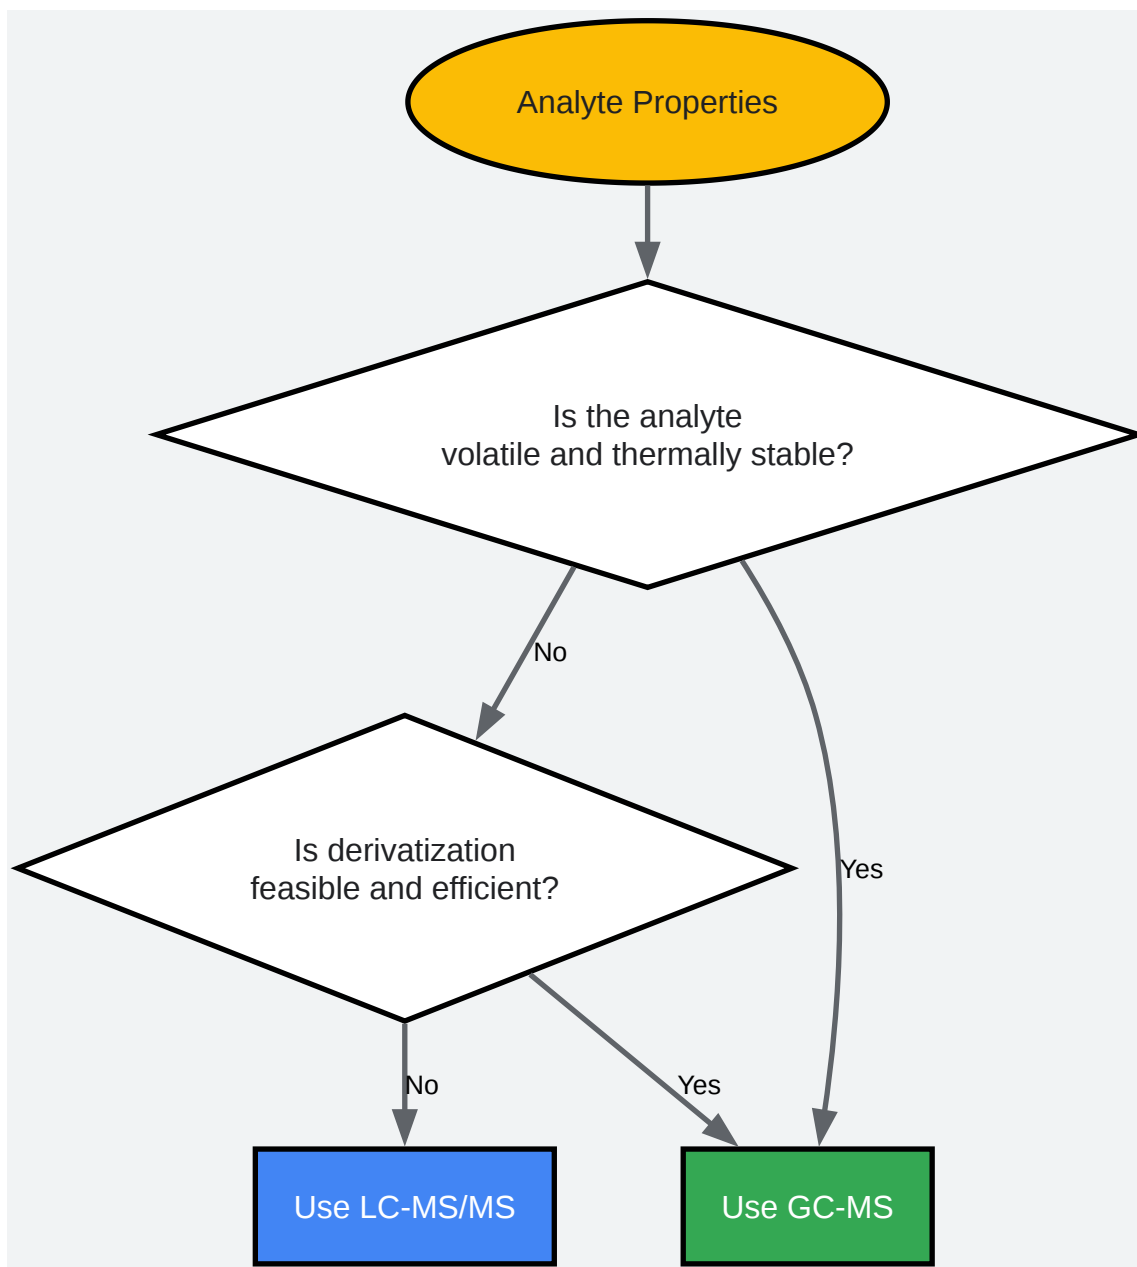 Analyte Properties
Is the analyte
volatile and thermally stable?
No
Is derivatization
feasible and efficient?
Yes
No
Yes
Use LC-MS/MS
Use GC-MS